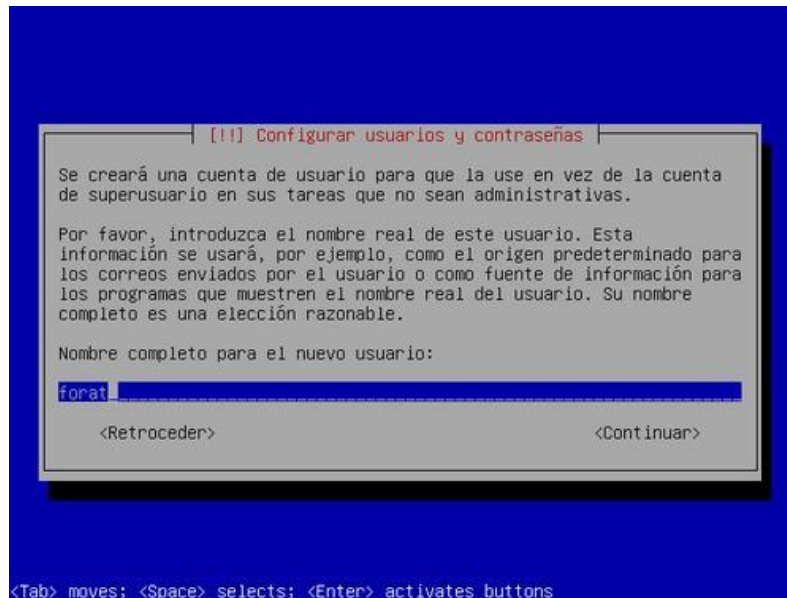 [!!] Configurar usuarios y contraseñas
Se creará una cuenta de usuario para que la use en vez de la cuenta
de superusuario en sus tareas que no sean administrativas.
Por favor, introduzca el nombre real de este usuario. Esta
información se usará, por ejemplo, como el origen predeterminado para
los correos enviados por el usuario o como fuente de información para
los programas que muestren el nombre real del usuario. Su nombre
completo es una elección razonable.
Nombre completo para el nuevo usuario:
forat
<Retroceder> <Continuar>
<Tab> moves; <Space> selects; <Enter> activates buttons